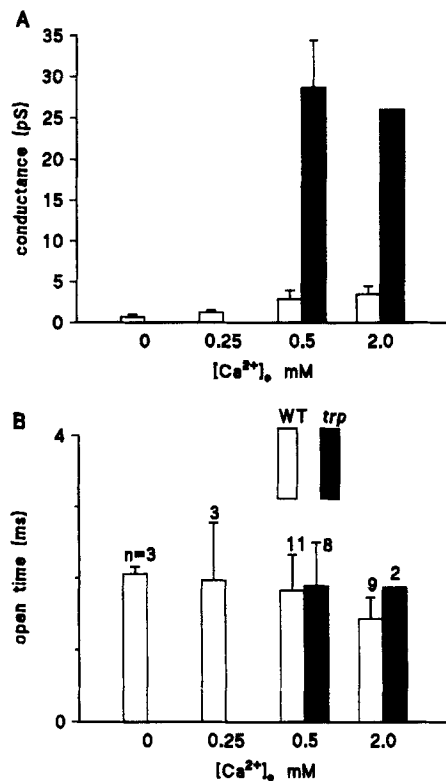 A
conductance (pS)
35
30
25
20
15
10
5
0
0 0.25 0.5 2.0
[Ca²⁺]ₑ mM
B
WT trp
open time (ms)
4
0
n=3
3
11 8
9 2
0 0.25 0.5 2.0
[Ca²⁺]ₑ mM